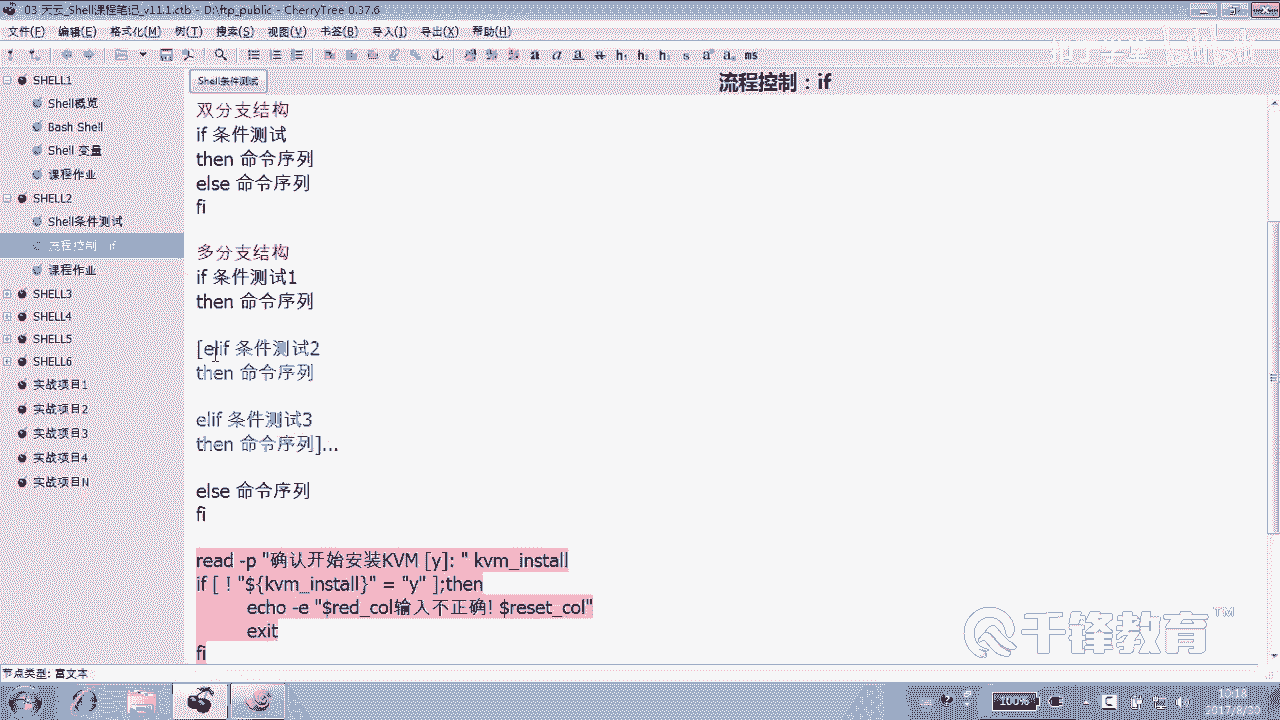 03 天云_Shell课程笔记_v11.1.ctb - D:\ftp_public - CherryTree 0.37.6
文件(F) 编辑(E) 格式化(M) 树(T) 搜索(S) 视图(V) 书签(B) 导入(I) 导出(X) 帮助(H)
SHELL1
Shell概览
Bash Shell
Shell 变量
课程作业
SHELL2
Shell条件测试
流程控制 if
课程作业
SHELL3
SHELL4
SHELL5
SHELL6
实战项目1
实战项目2
实战项目3
实战项目4
实战项目N
Shell条件测试
流程控制：if
双分支结构
if 条件测试
then 命令序列
else 命令序列
fi
多分支结构
if 条件测试1
then 命令序列
[elif 条件测试2
then 命令序列
elif 条件测试3
then 命令序列]...
else 命令序列
fi
read -p "确认开始安装KVM [y]: " kvm_install
if [ ! "${kvm_install}" = "y" ];then
echo -e "$red_col输入不正确! $reset_col"
exit
fi
千锋教育™
节点类型: 富文本
100%
10:18
2017/8/30